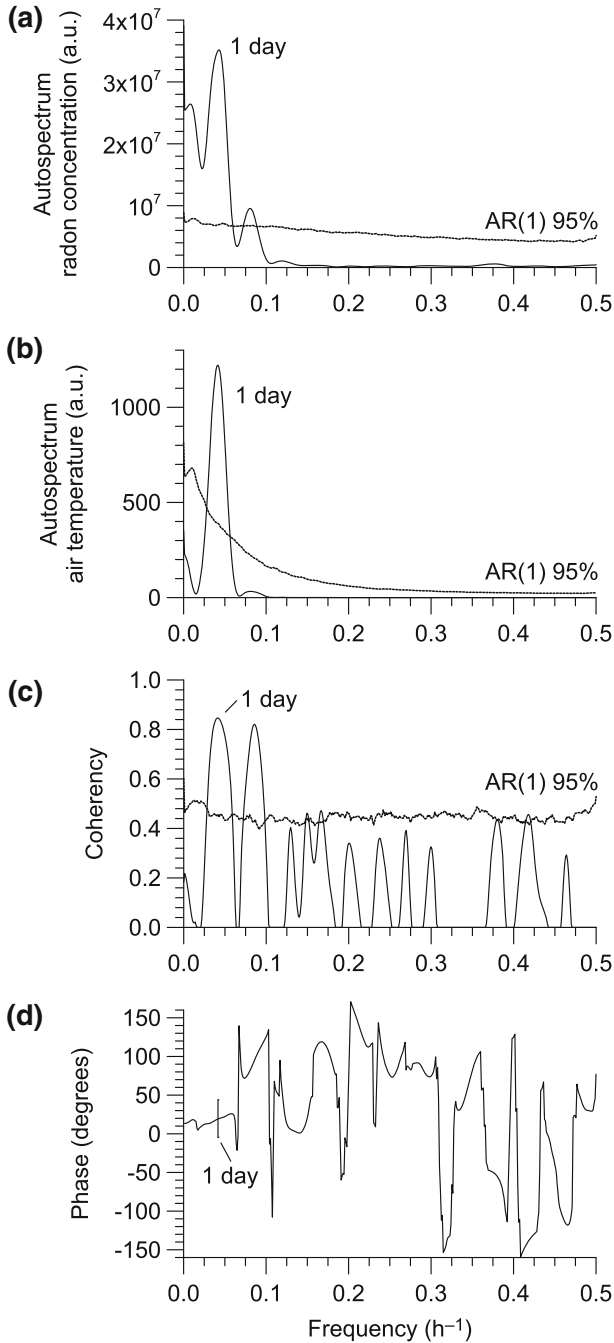 (a)
Autospectrum
radon concentration (a.u.)
4x10⁷
3x10⁷
2x10⁷
10⁷
0
1 day
AR(1) 95%
0.0 0.1 0.2 0.3 0.4 0.5
(b)
Autospectrum
air temperature (a.u.)
1000
500
0
1 day
AR(1) 95%
0.0 0.1 0.2 0.3 0.4 0.5
(c)
Coherency
1.0
0.8
0.6
0.4
0.2
0.0
1 day
AR(1) 95%
0.0 0.1 0.2 0.3 0.4 0.5
(d)
Phase (degrees)
150
100
50
0
-50
-100
-150
1 day
0.0 0.1 0.2 0.3 0.4 0.5
Frequency (h⁻¹)